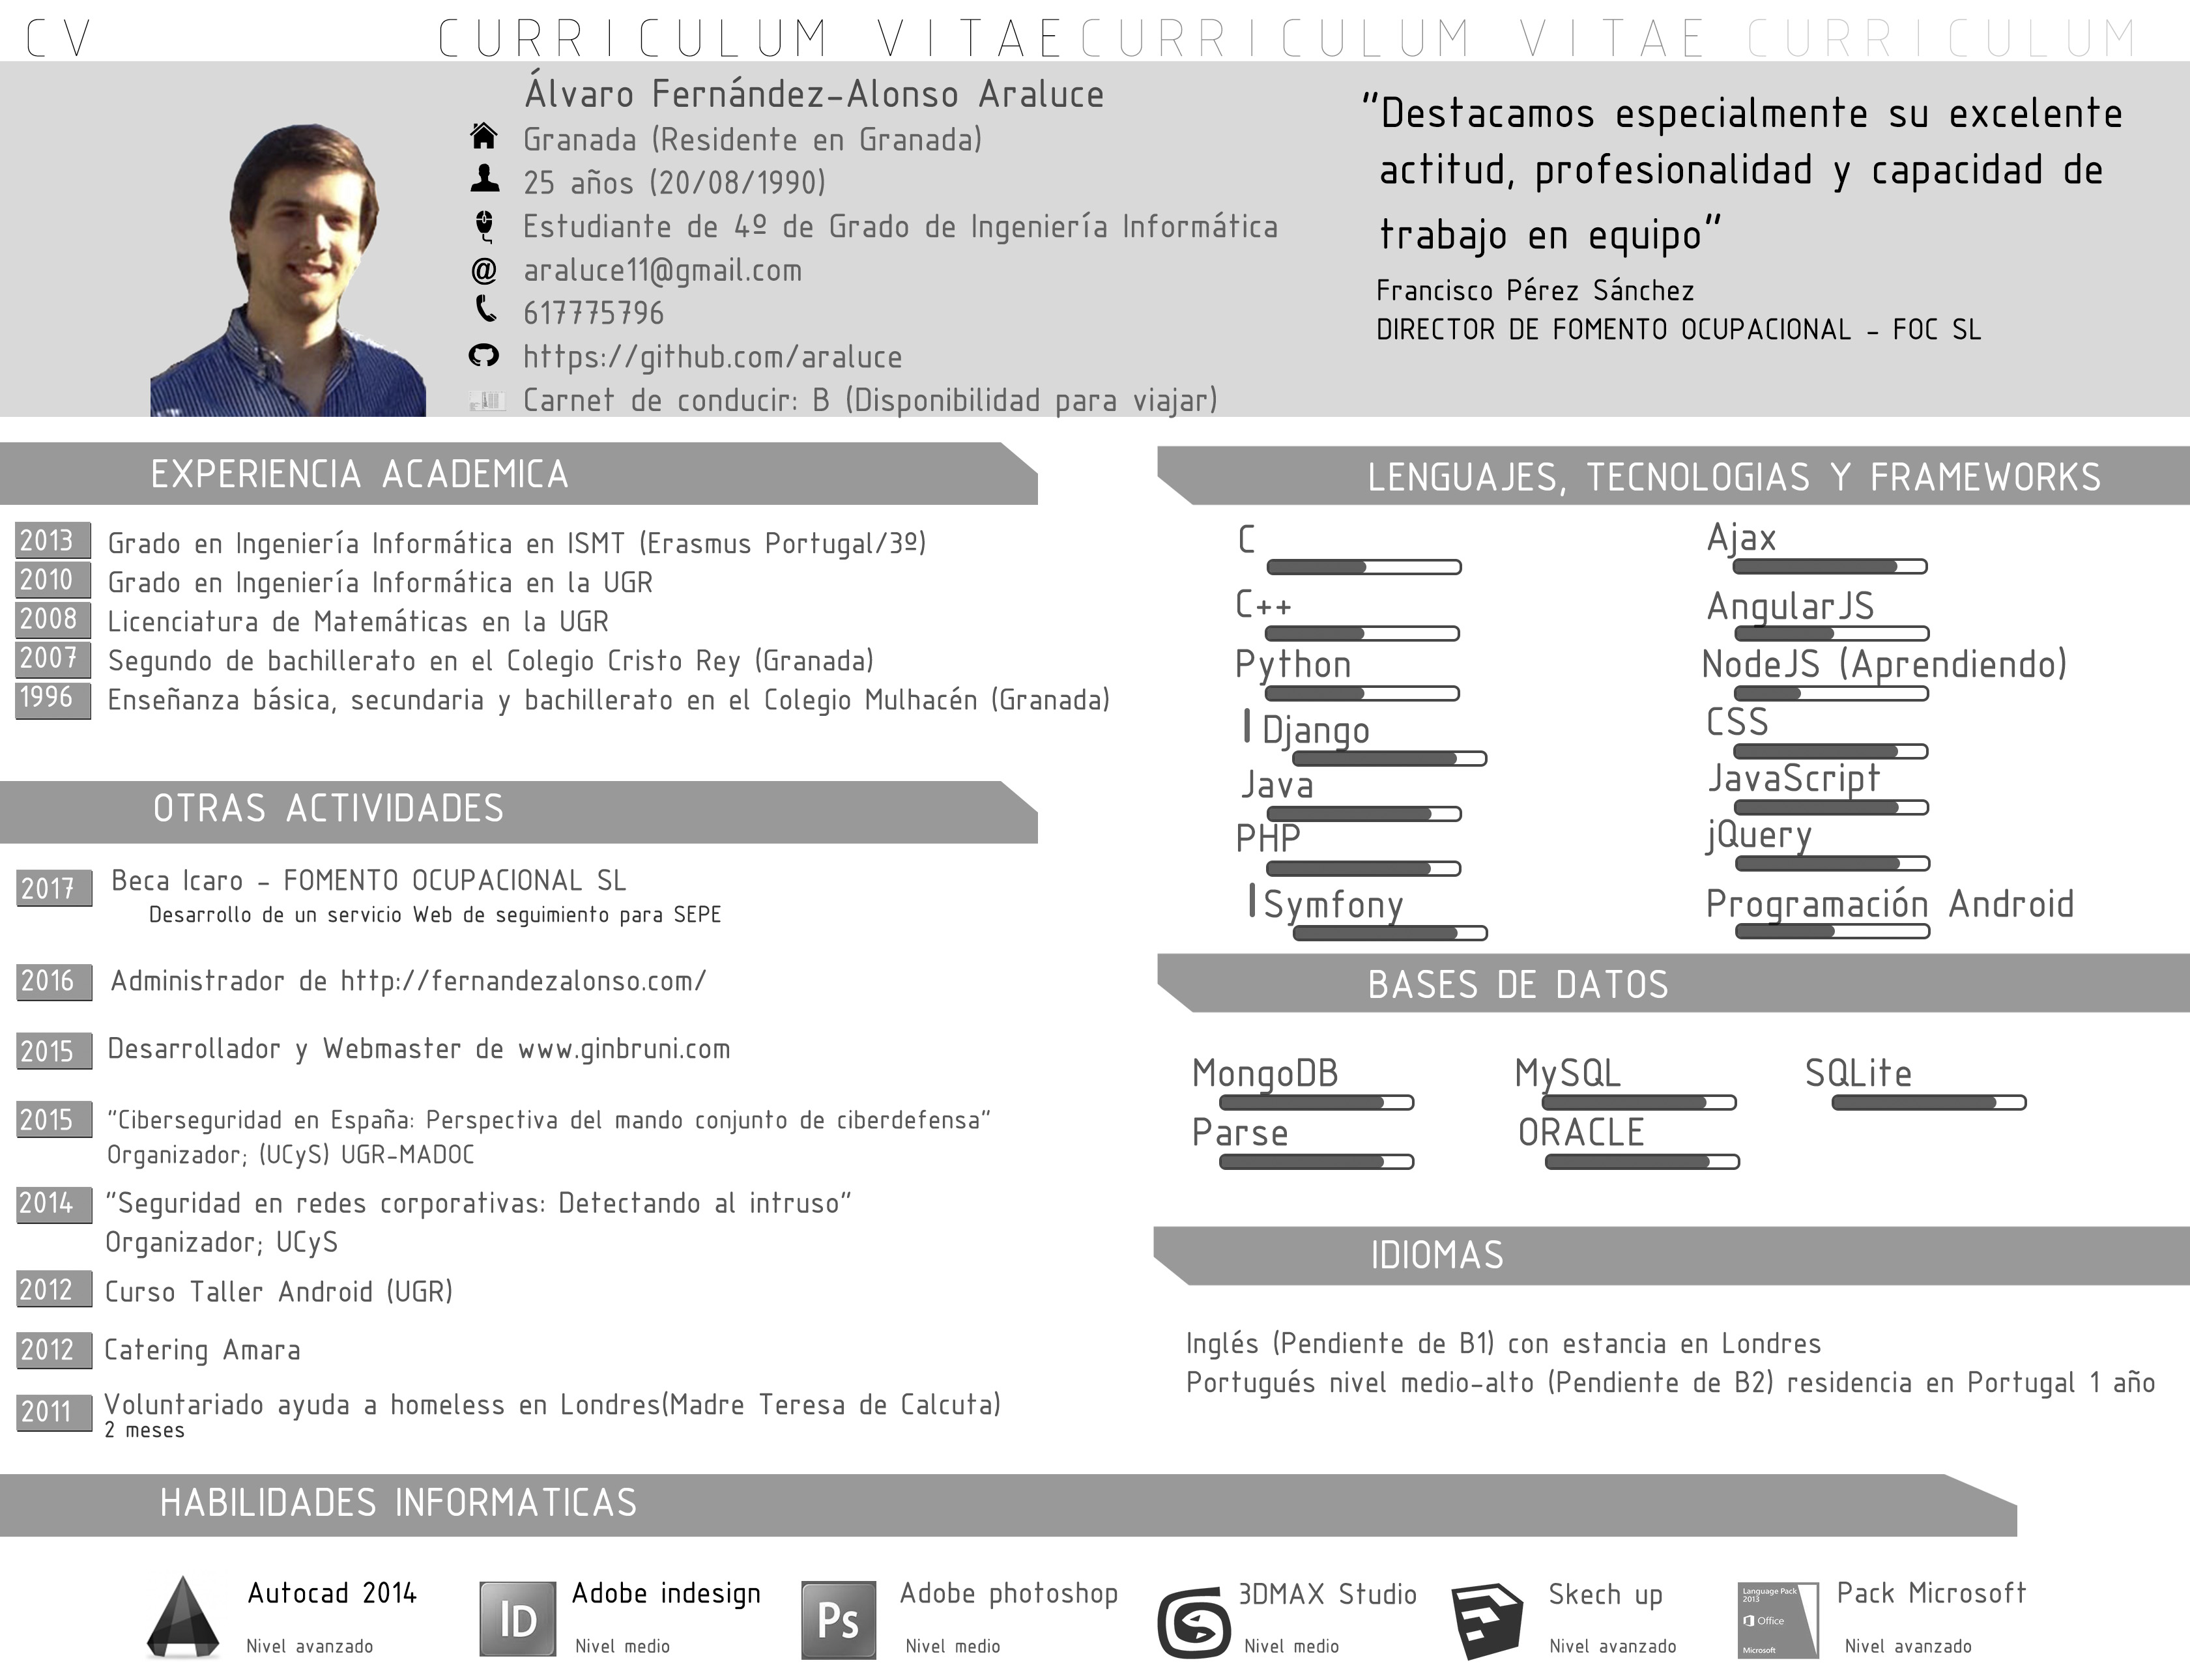 CV CURRICULUM VITAE CURRICULUM VITAE CURRICULUM
Álvaro Fernández-Alonso Araluce
Granada (Residente en Granada)
25 años (20/08/1990)
Estudiante de 4º de Grado de Ingeniería Informática
@ araluce11@gmail.com
617775796
https://github.com/araluce
Carnet de conducir: B (Disponibilidad para viajar)
"Destacamos especialmente su excelente
actitud, profesionalidad y capacidad de
trabajo en equipo"
Francisco Pérez Sánchez
DIRECTOR DE FOMENTO OCUPACIONAL - FOC SL
EXPERIENCIA ACADEMICA
2013 Grado en Ingeniería Informática en ISMT (Erasmus Portugal/3º)
2010 Grado en Ingeniería Informática en la UGR
2008 Licenciatura de Matemáticas en la UGR
2007 Segundo de bachillerato en el Colegio Cristo Rey (Granada)
1996 Enseñanza básica, secundaria y bachillerato en el Colegio Mulhacén (Granada)
OTRAS ACTIVIDADES
2017 Beca Icaro - FOMENTO OCUPACIONAL SL
Desarrollo de un servicio Web de seguimiento para SEPE
2016 Administrador de http://fernandezalonso.com/
2015 Desarrollador y Webmaster de www.ginbruni.com
2015 "Ciberseguridad en España: Perspectiva del mando conjunto de ciberdefensa"
Organizador; (UCyS) UGR-MADOC
2014 "Seguridad en redes corporativas: Detectando al intruso"
Organizador; UCyS
2012 Curso Taller Android (UGR)
2012 Catering Amara
2011 Voluntariado ayuda a homeless en Londres(Madre Teresa de Calcuta)
2 meses
LENGUAJES, TECNOLOGIAS Y FRAMEWORKS
C
C++
Python
Django
Java
PHP
Symfony
Ajax
AngularJS
NodeJS (Aprendiendo)
CSS
JavaScript
jQuery
Programación Android
BASES DE DATOS
MongoDB MySQL SQLite
Parse ORACLE
IDIOMAS
Inglés (Pendiente de B1) con estancia en Londres
Portugués nivel medio-alto (Pendiente de B2) residencia en Portugal 1 año
HABILIDADES INFORMATICAS
Autocad 2014
Nivel avanzado
ID
Adobe indesign
Nivel medio
Ps
Adobe photoshop
Nivel medio
3DMAX Studio
Nivel medio
Skech up
Nivel avanzado
Language Pack
2013
Office
Microsoft
Pack Microsoft
Nivel avanzado